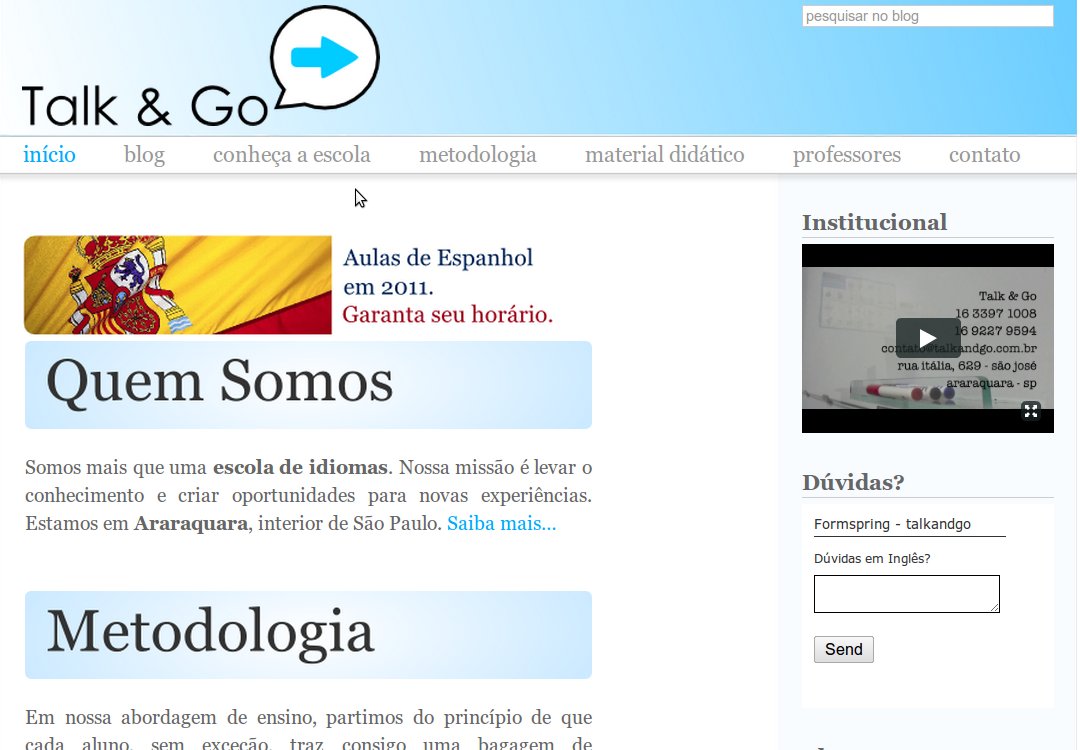 pesquisar no blog
Talk & Go
início blog conheça a escola metodologia material didático professores contato
Aulas de Espanhol
em 2011.
Garanta seu horário.
Quem Somos
Somos mais que uma escola de idiomas. Nossa missão é levar o
conhecimento e criar oportunidades para novas experiências.
Estamos em Araraquara, interior de São Paulo. Saiba mais...
Metodologia
Em nossa abordagem de ensino, partimos do princípio de que
cada aluno, sem exceção, traz consigo uma bagagem de
Institucional
Talk & Go
16 3397 1008
16 9227 9594
contato@talkandgo.com.br
rua itália, 629 - são josé
araraquara - sp
Dúvidas?
Formspring - talkandgo
Dúvidas em Inglês?
Send